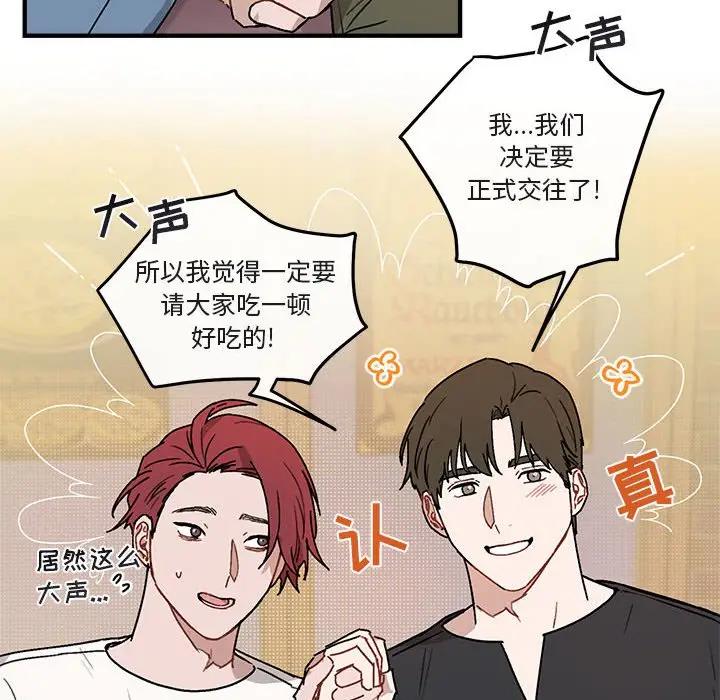 大声
我...我们
决定要
正式交往了!
大声
所以我觉得一定要
请大家吃一顿
好吃的!
认真
居然这么
大声...?